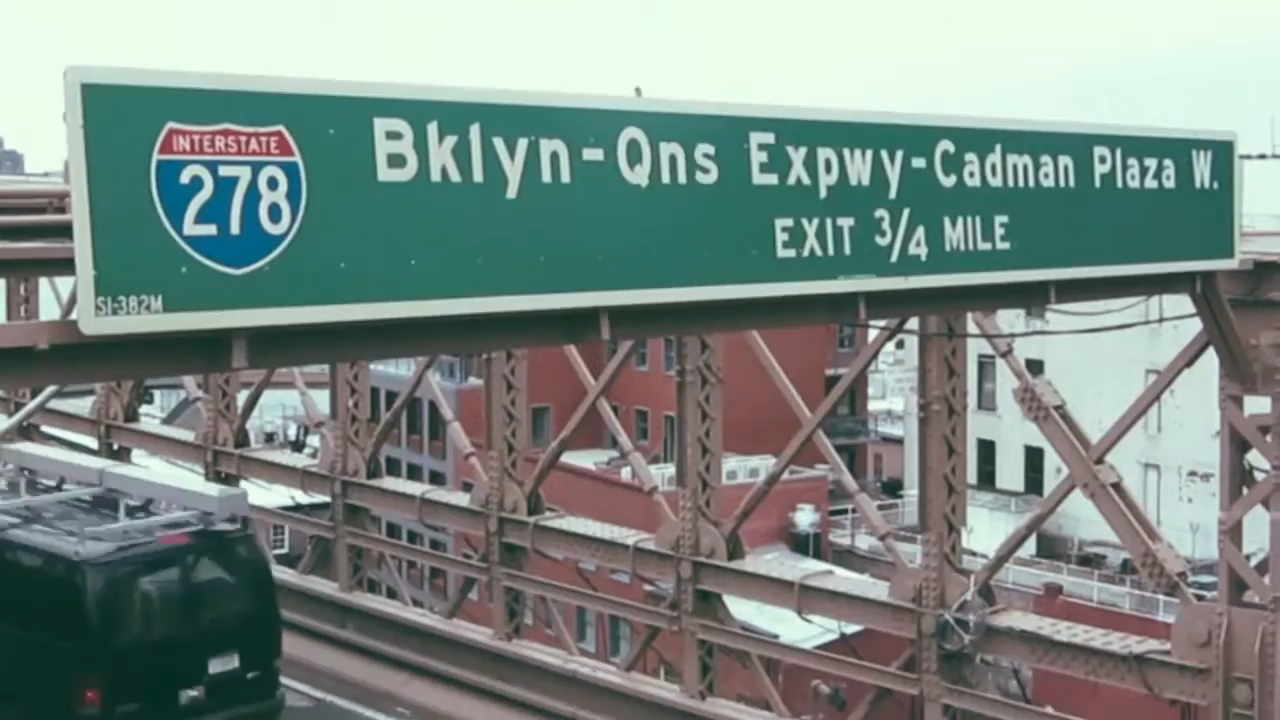 INTERSTATE
278
Bklyn-Qns Expwy-Cadman Plaza W.
EXIT 3/4 MILE
SI-382M